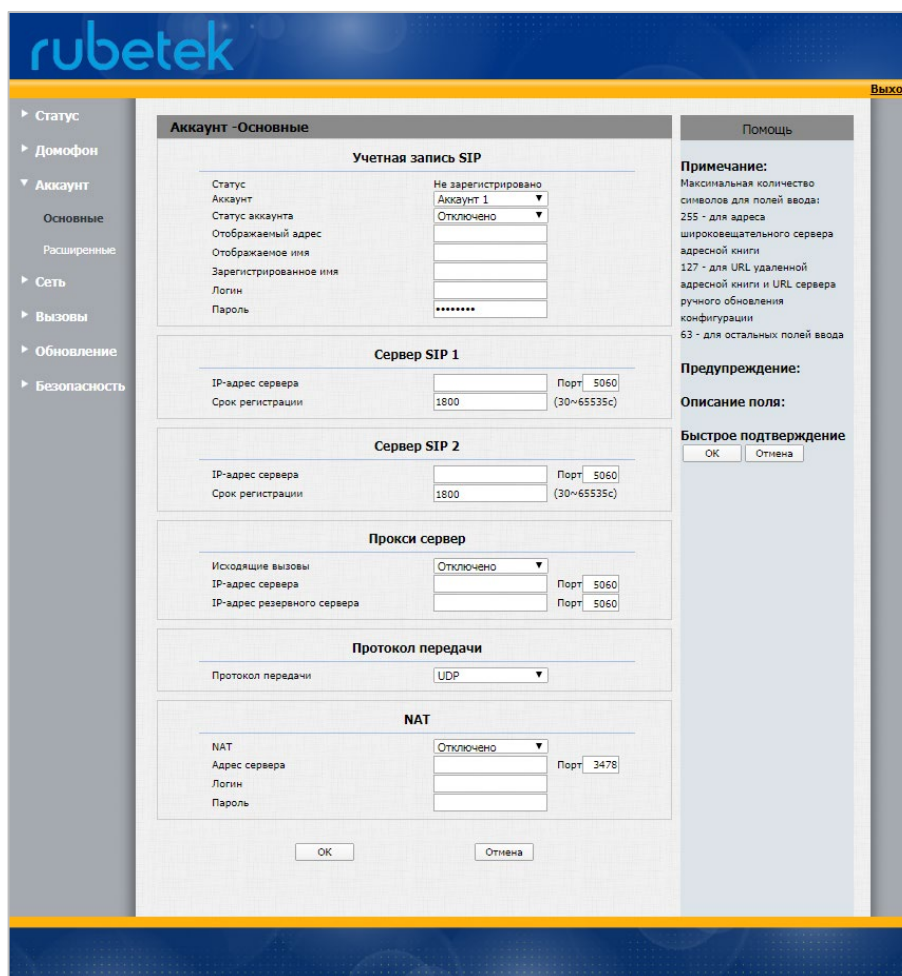 rubetek
Выхо
Статус
Домофон
Аккаунт
Основные
Расширенные
Сеть
Вызовы
Обновление
Безопасность
Аккаунт -Основные
Учетная запись SIP
Статус Не зарегистрировано
Аккаунт Аккаунт 1
Статус аккаунта Отключено
Отображаемый адрес
Отображаемое имя
Зарегистрированное имя
Логин
Пароль ••••••••
Сервер SIP 1
IP-адрес сервера Порт 5060
Срок регистрации 1800 (30~65535с)
Сервер SIP 2
IP-адрес сервера Порт 5060
Срок регистрации 1800 (30~65535с)
Прокси сервер
Исходящие вызовы Отключено
IP-адрес сервера Порт 5060
IP-адрес резервного сервера Порт 5060
Протокол передачи
Протокол передачи UDP
NAT
NAT Отключено
Адрес сервера Порт 3478
Логин
Пароль
ОК Отмена
Помощь
Примечание:
Максимальная количество
символов для полей ввода:
255 - для адреса
широковещательного сервера
адресной книги
127 - для URL удаленной
адресной книги и URL сервера
ручного обновления
конфигурации
63 - для остальных полей ввода
Предупреждение:
Описание поля:
Быстрое подтверждение
ОК Отмена